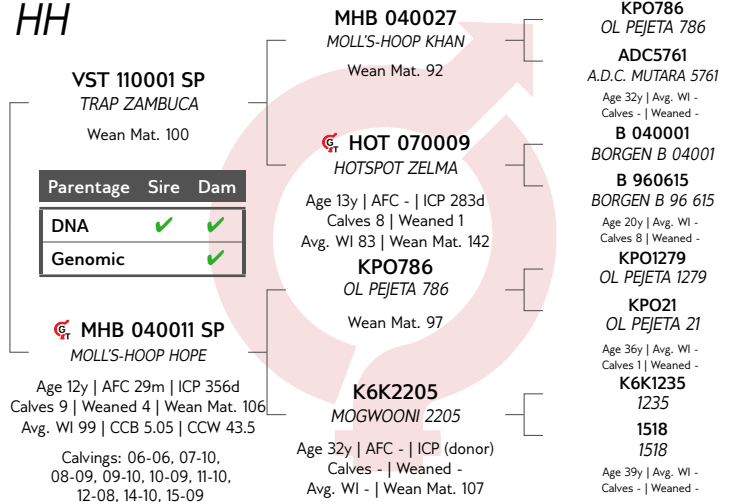 HH
VST 110001 SP
TRAP ZAMBUCA
Wean Mat. 100
Parentage Sire Dam
DNA ✔ ✔
Genomic ✔
GT MHB 040011 SP
MOLL'S-HOOP HOPE
Age 12y | AFC 29m | ICP 356d
Calves 9 | Weaned 4 | Wean Mat. 106
Avg. WI 99 | CCB 5.05 | CCW 43.5
Calvings: 06-06, 07-10,
08-09, 09-10, 10-09, 11-10,
12-08, 14-10, 15-09
MHB 040027
MOLL'S-HOOP KHAN
Wean Mat. 92
GT HOT 070009
HOTSPOT ZELMA
Age 13y | AFC - | ICP 283d
Calves 8 | Weaned 1
Avg. WI 83 | Wean Mat. 142
KPO786
OL PEJETA 786
Wean Mat. 97
K6K2205
MOGWOONI 2205
Age 32y | AFC - | ICP (donor)
Calves - | Weaned -
Avg. WI - | Wean Mat. 107
KPO786
OL PEJETA 786
ADC5761
A.D.C. MUTARA 5761
Age 32y | Avg. WI -
Calves - | Weaned -
B 040001
BORGEN B 04001
B 960615
BORGEN B 96 615
Age 20y | Avg. WI -
Calves 8 | Weaned -
KPO1279
OL PEJETA 1279
KPO21
OL PEJETA 21
Age 36y | Avg. WI -
Calves 1 | Weaned -
K6K1235
1235
1518
1518
Age 39y | Avg. WI -
Calves - | Weaned -